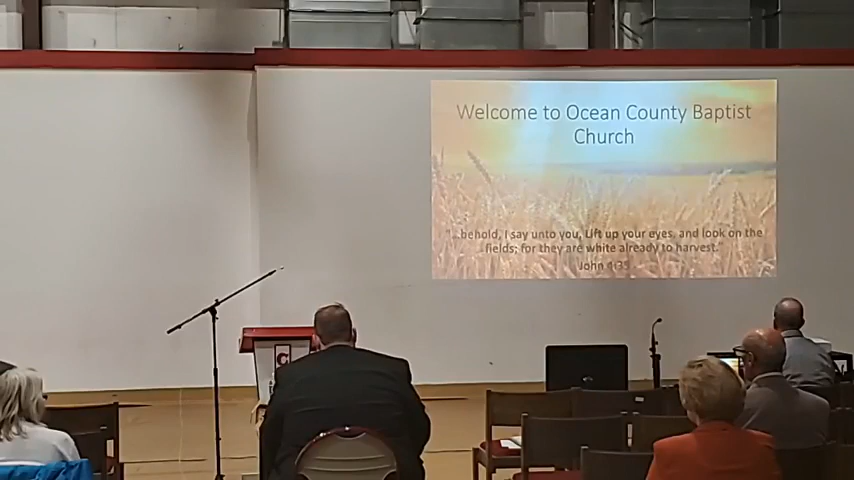 Welcome to Ocean County Baptist
Church
"...behold, I say unto you, Lift up your eyes, and look on the
fields; for they are white already to harvest."
John 4:35